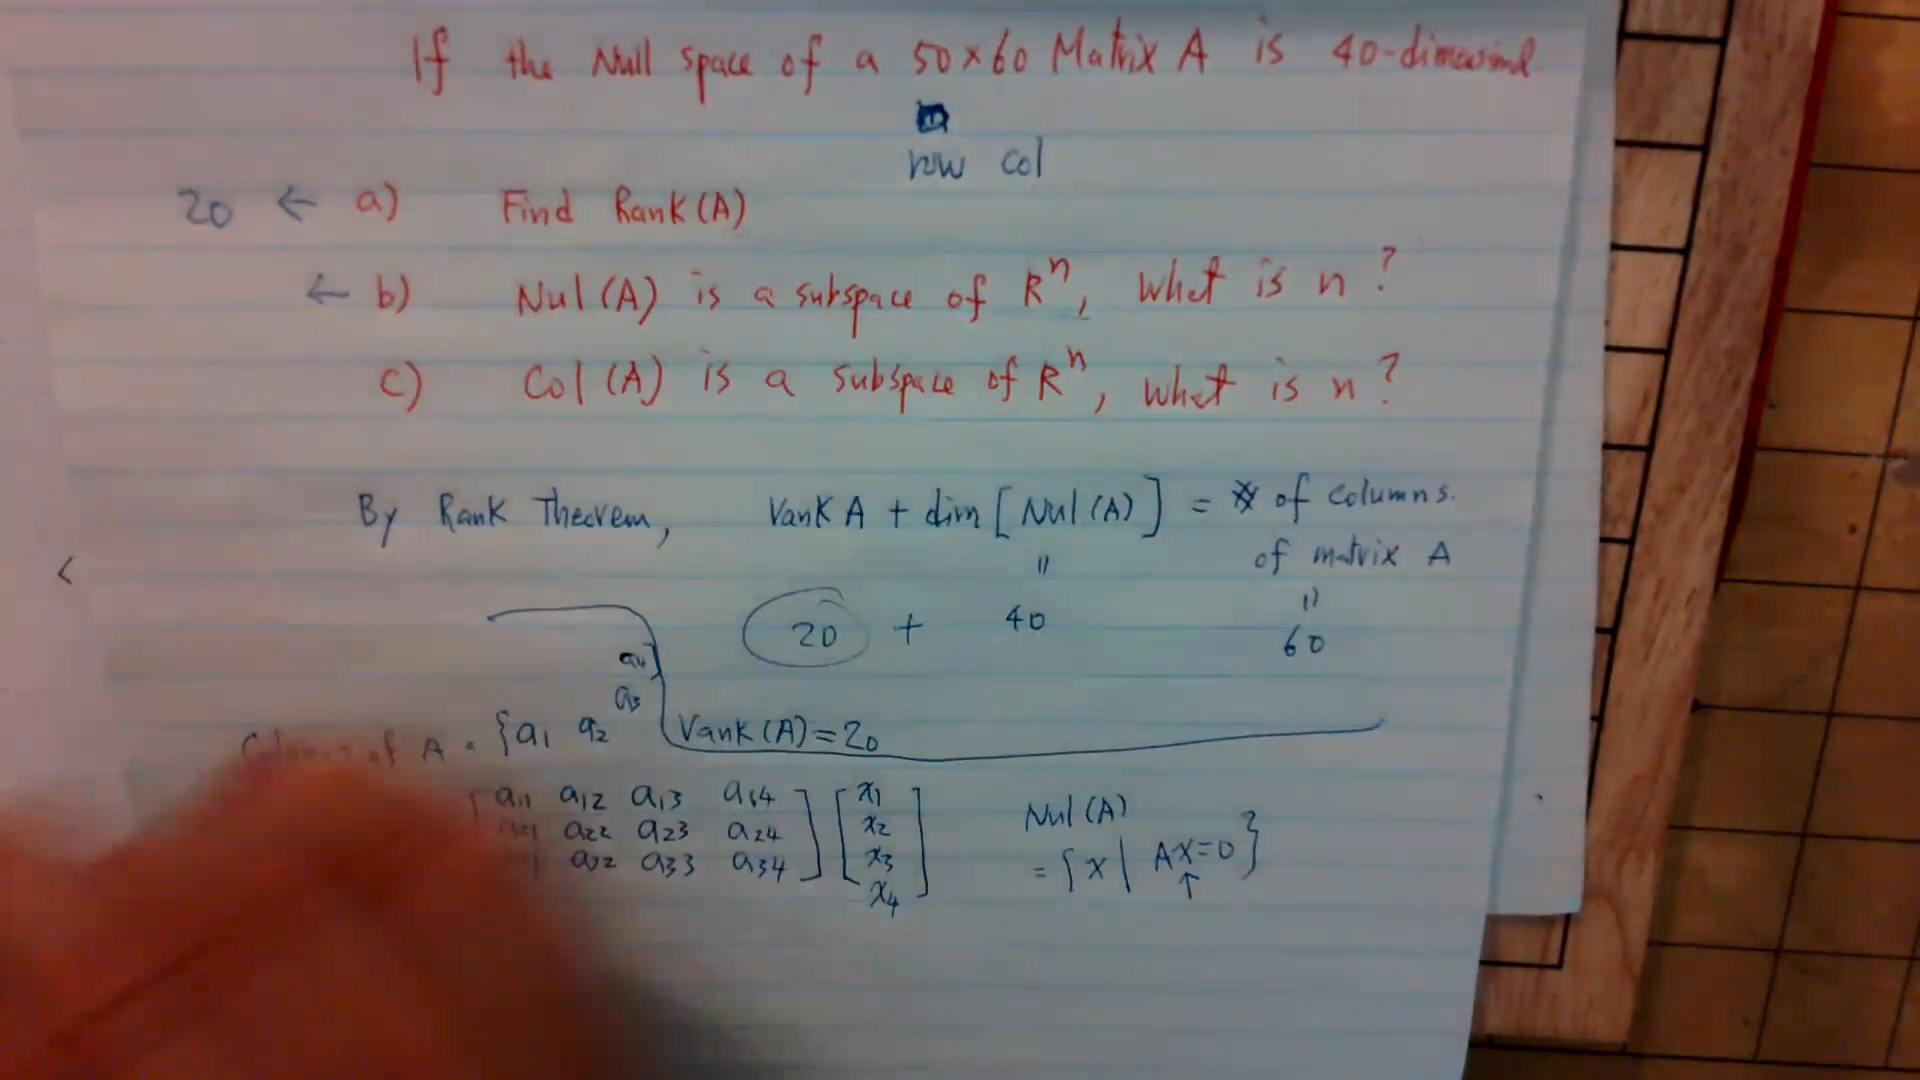 If the Null space of a 50×60 Matrix A is 40-dimensional
row col
20 ← a) Find Rank(A)
← b) Nul(A) is a subspace of Rⁿ, What is n?
c) Col(A) is a subspace of Rⁿ, What is n?
By Rank Theorem, rank A + dim [Nul(A)] = # of columns.
of matrix A
" "
20 + 40 60
a4]
a3
of A = {a1 a2 rank(A)=20
[a11 a12 a13 a14] [x1 Nul(A)
a22 a23 a24 x2
a32 a33 a34 x3 = {x | Ax=0}
x4] ↑